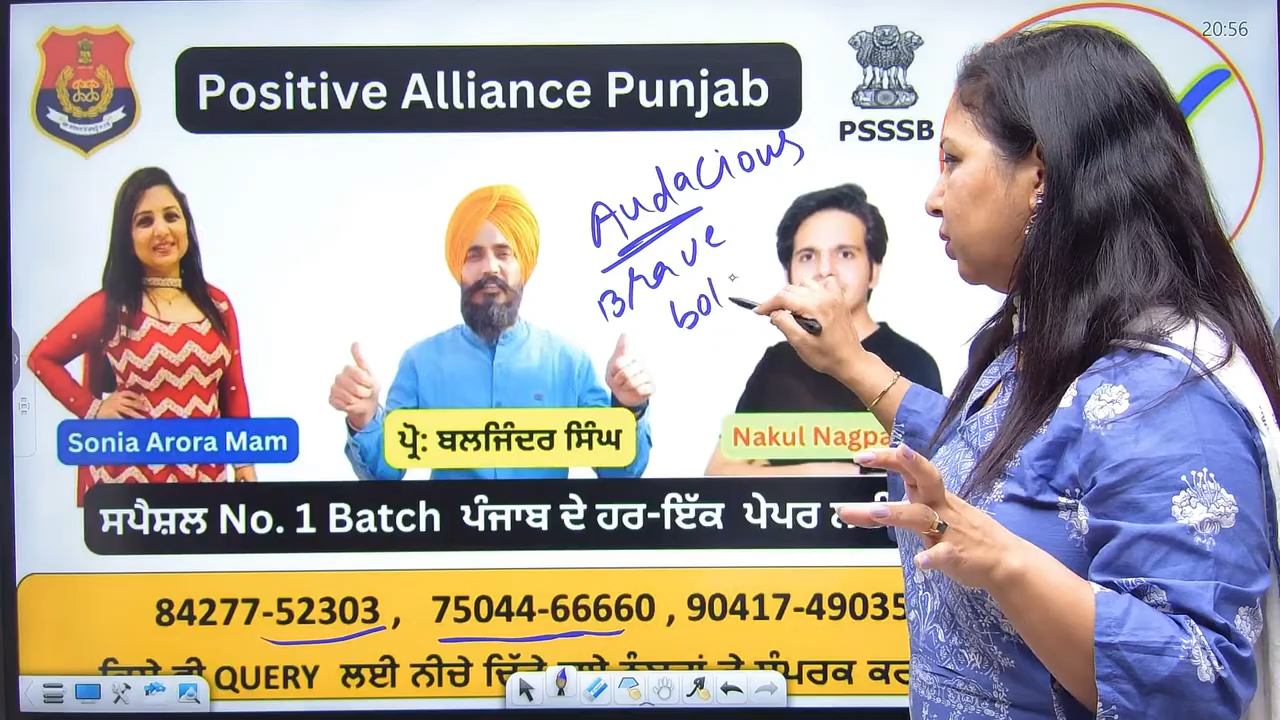 20:56
Positive Alliance Punjab
PSSSB
Audacious
Brave
bol
Sonia Arora Mam
ਪ੍ਰੋ: ਬਲਜਿੰਦਰ ਸਿੰਘ
Nakul Nagpa
ਸਪੈਸ਼ਲ No. 1 Batch ਪੰਜਾਬ ਦੇ ਹਰ-ਇੱਕ ਪੇਪਰ
84277-52303 , 75044-66660 , 90417-49035
QUERY ਲਈ ਨੀਚੇ